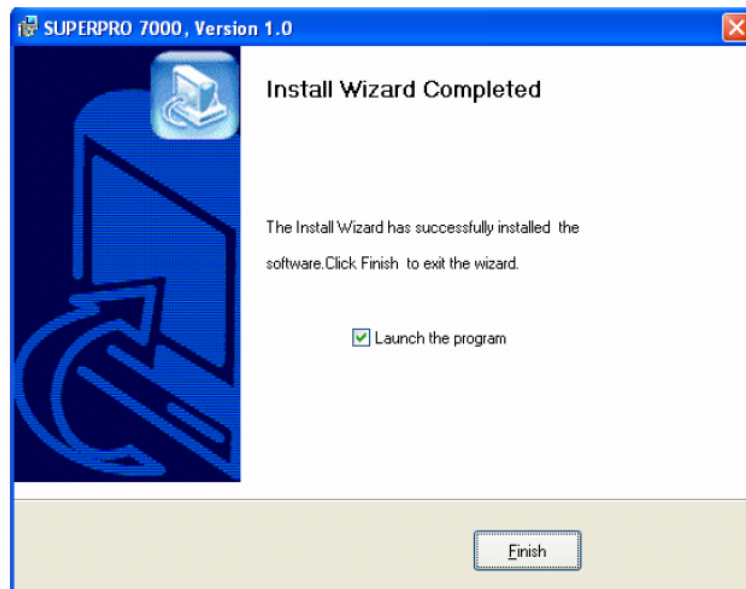 SUPERPRO 7000, Version 1.0
Install Wizard Completed
The Install Wizard has successfully installed the
software.Click Finish to exit the wizard.
Launch the program
Finish